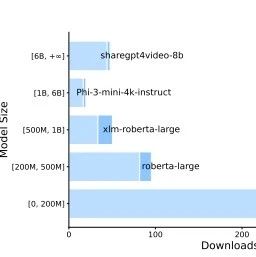 [6B, +∞]
sharegpt4video-8b
[1B, 6B]
Phi-3-mini-4k-instruct
[500M, 1B]
xlm-roberta-large
[200M, 500M]
roberta-large
[0, 200M]
Model Size
0
100
200
Downloads